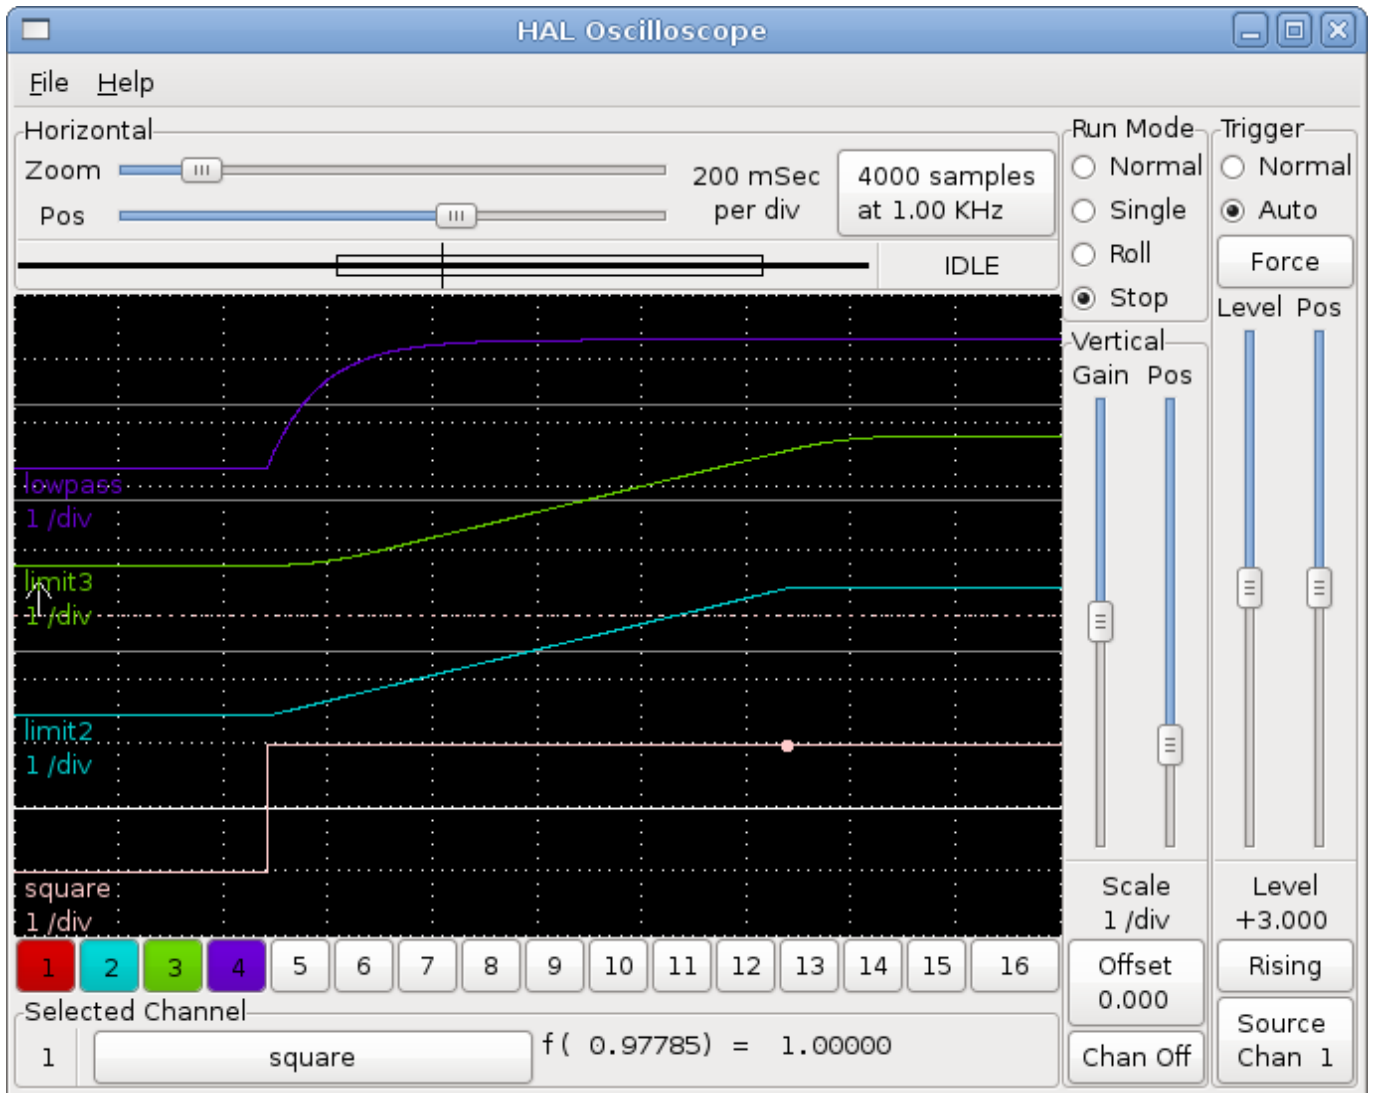 HAL Oscilloscope
File Help
Horizontal
Zoom
Pos
200 mSec
per div
4000 samples
at 1.00 KHz
IDLE
Run Mode
Normal
Single
Roll
Stop
Trigger
Normal
Auto
Force
Level Pos
Vertical
Gain Pos
lowpass
1 /div
limit3
1 /div
limit2
1 /div
square
1 /div
Scale
1 /div
Offset
0.000
Chan Off
Level
+3.000
Rising
Source
Chan 1
1 2 3 4 5 6 7 8 9 10 11 12 13 14 15 16
Selected Channel
1 square f( 0.97785) = 1.00000